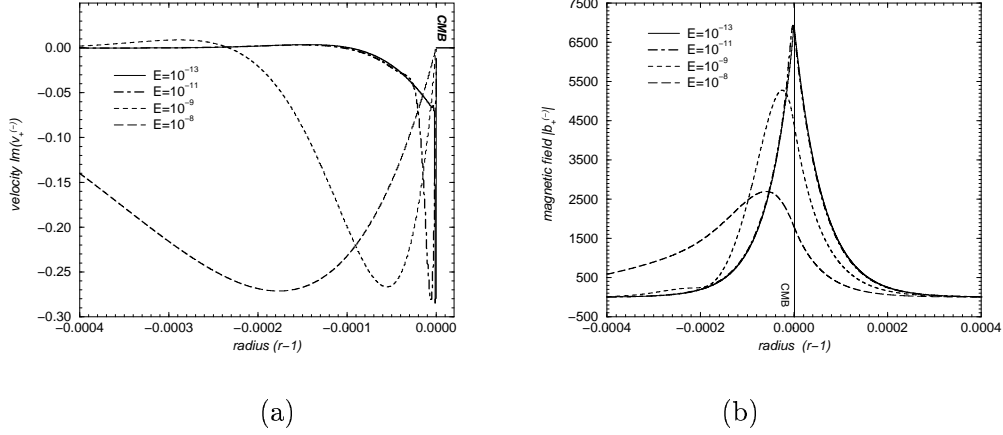 CMB
0.00
−0.05
−0.10
−0.15
−0.20
−0.25
−0.30
velocity Im(v₊⁽⁻⁾)
E=10⁻¹³
E=10⁻¹¹
E=10⁻⁹
E=10⁻⁸
−0.0004
−0.0003
−0.0002
−0.0001
0.0000
radius (r−1)
(a)
7500
6500
5500
4500
3500
2500
1500
500
−500
magnetic field |b₊⁽⁻⁾|
E=10⁻¹³
E=10⁻¹¹
E=10⁻⁹
E=10⁻⁸
CMB
−0.0004
−0.0002
0.0000
0.0002
0.0004
radius (r−1)
(b)